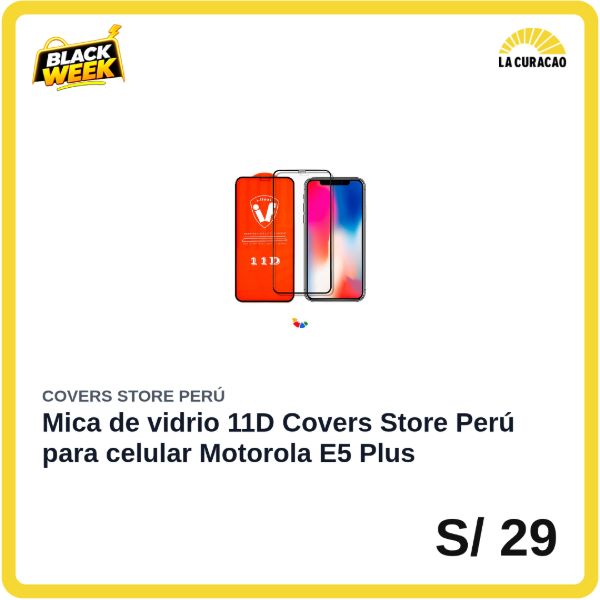 BLACK
WEEK
LA CURACAO
11D
COVERS STORE PERÚ
Mica de vidrio 11D Covers Store Perú
para celular Motorola E5 Plus
S/ 29